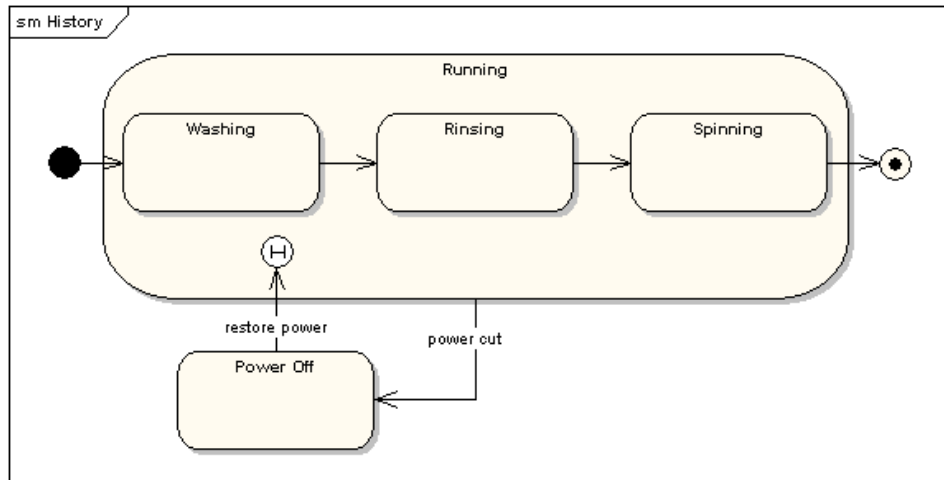 sm History
Running
Washing
Rinsing
Spinning
H
restore power
power cut
Power Off